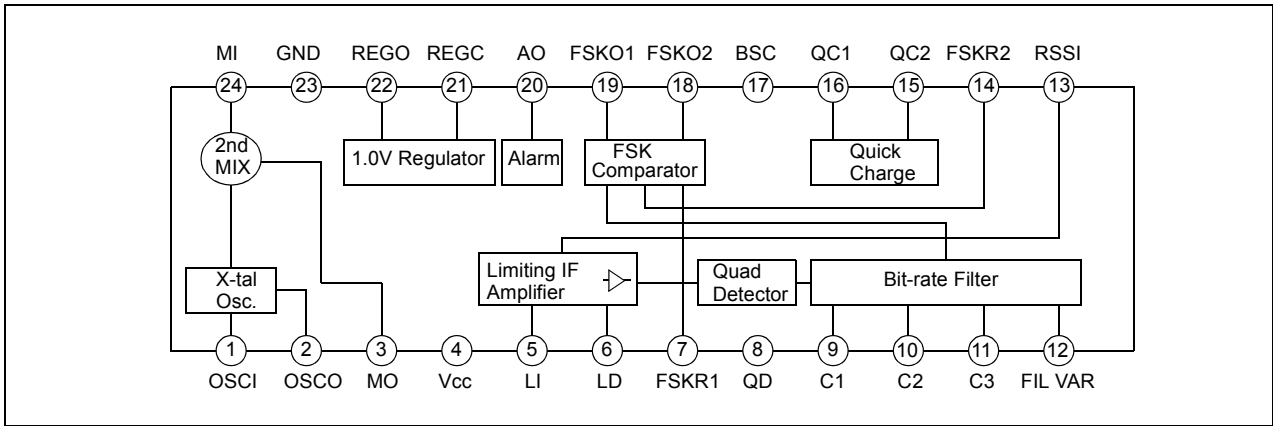 MI GND REGO REGC AO FSKO1 FSKO2 BSC QC1 QC2 FSKR2 RSSI
24 23 22 21 20 19 18 17 16 15 14 13
2nd
MIX
1.0V Regulator
Alarm
FSK
Comparator
Quick
Charge
X-tal
Osc.
Limiting IF
Amplifier
Quad
Detector
Bit-rate Filter
1 2 3 4 5 6 7 8 9 10 11 12
OSCI OSCO MO Vcc LI LD FSKR1 QD C1 C2 C3 FIL VAR